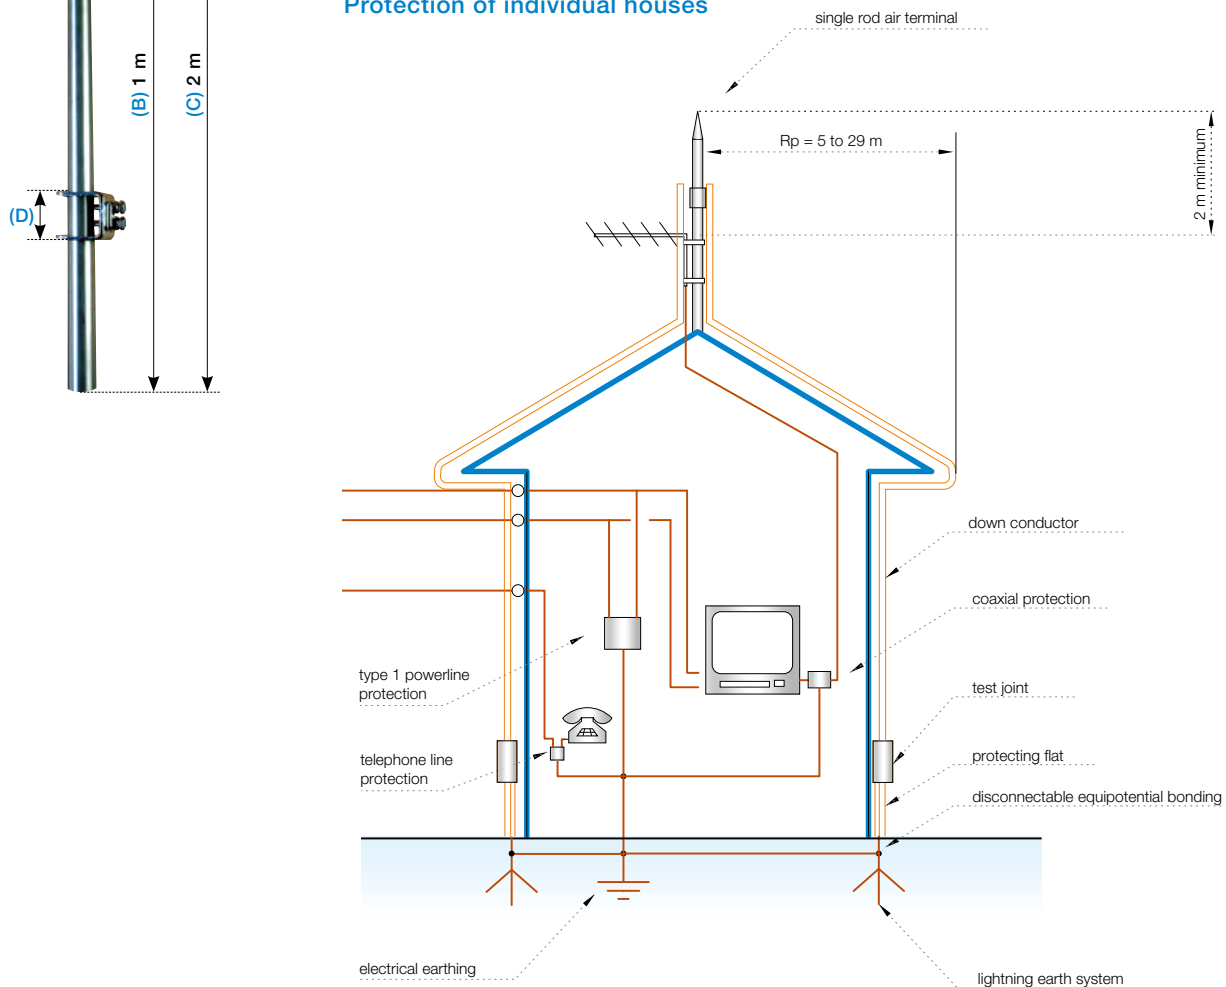 Protection of individual houses
single rod air terminal
(B) 1 m
(C) 2 m
(D)
Rp = 5 to 29 m
2 m minimum
down conductor
coaxial protection
type 1 powerline
protection
test joint
telephone line
protection
protecting flat
disconnectable equipotential bonding
electrical earthing
lightning earth system